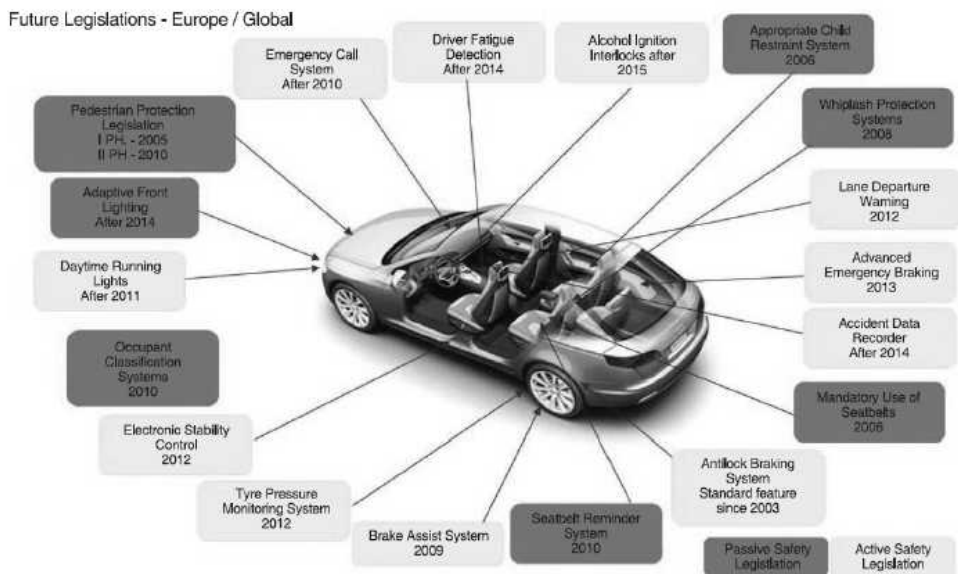 Future Legislations - Europe / Global
Emergency Call
System
After 2010
Driver Fatigue
Detection
After 2014
Alcohol Ignition
Interlocks after
2015
Appropriate Child
Restraint System
2006
Pedestrian Protection
Legislation
I PH. - 2005
II PH - 2010
Whiplash Protection
Systems
2008
Adaptive Front
Lighting
After 2014
Lane Departure
Warning
2012
Daytime Running
Lights
After 2011
Advanced
Emergency Braking
2013
Occupant
Classification
Systems
2010
Accident Data
Recorder
After 2014
Mandatory Use of
Seatbelts
2006
Electronic Stability
Control
2012
Antilock Braking
System
Standard feature
since 2003
Tyre Pressure
Monitoring System
2012
Brake Assist System
2009
Seatbelt Reminder
System
2010
Passive Safety
Legistlation
Active Safety
Legislation